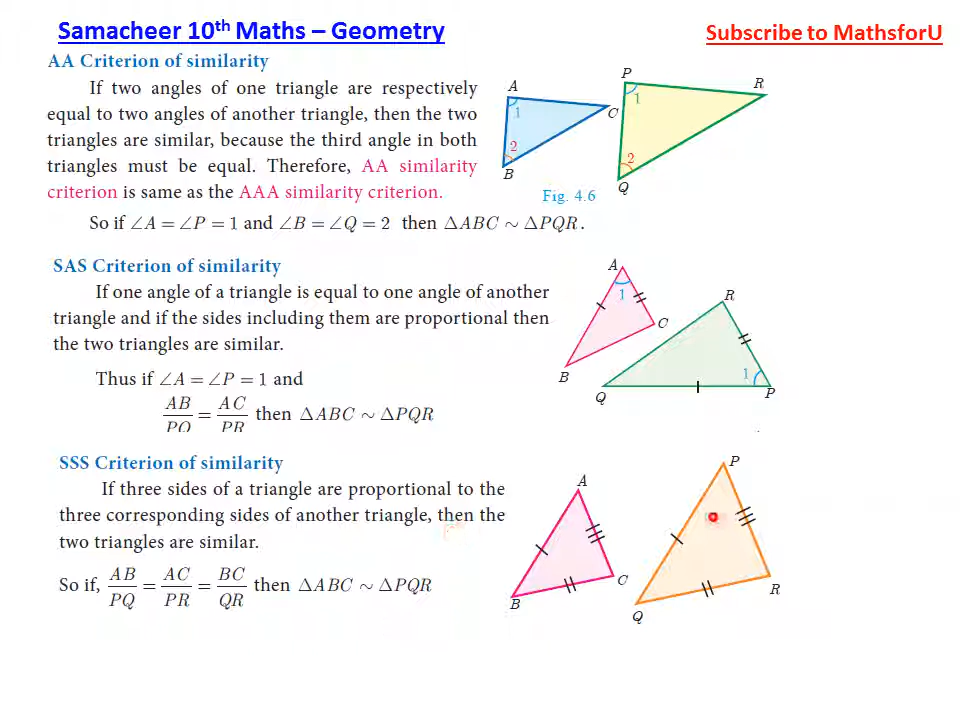 Samacheer 10th Maths – Geometry
Subscribe to MathsforU
AA Criterion of similarity
If two angles of one triangle are respectively
equal to two angles of another triangle, then the two
triangles are similar, because the third angle in both
triangles must be equal. Therefore, AA similarity
criterion is same as the AAA similarity criterion.
A
1
2
B
C
P
1
2
Q
R
Fig. 4.6
So if ∠A = ∠P = 1 and ∠B = ∠Q = 2 then ΔABC ~ ΔPQR.
SAS Criterion of similarity
If one angle of a triangle is equal to one angle of another
triangle and if the sides including them are proportional then
the two triangles are similar.
Thus if ∠A = ∠P = 1 and
AB/PQ = AC/PR then ΔABC ~ ΔPQR
A
1
B
C
R
1
Q
P
SSS Criterion of similarity
If three sides of a triangle are proportional to the
three corresponding sides of another triangle, then the
two triangles are similar.
So if, AB/PQ = AC/PR = BC/QR then ΔABC ~ ΔPQR
A
B
C
P
Q
R